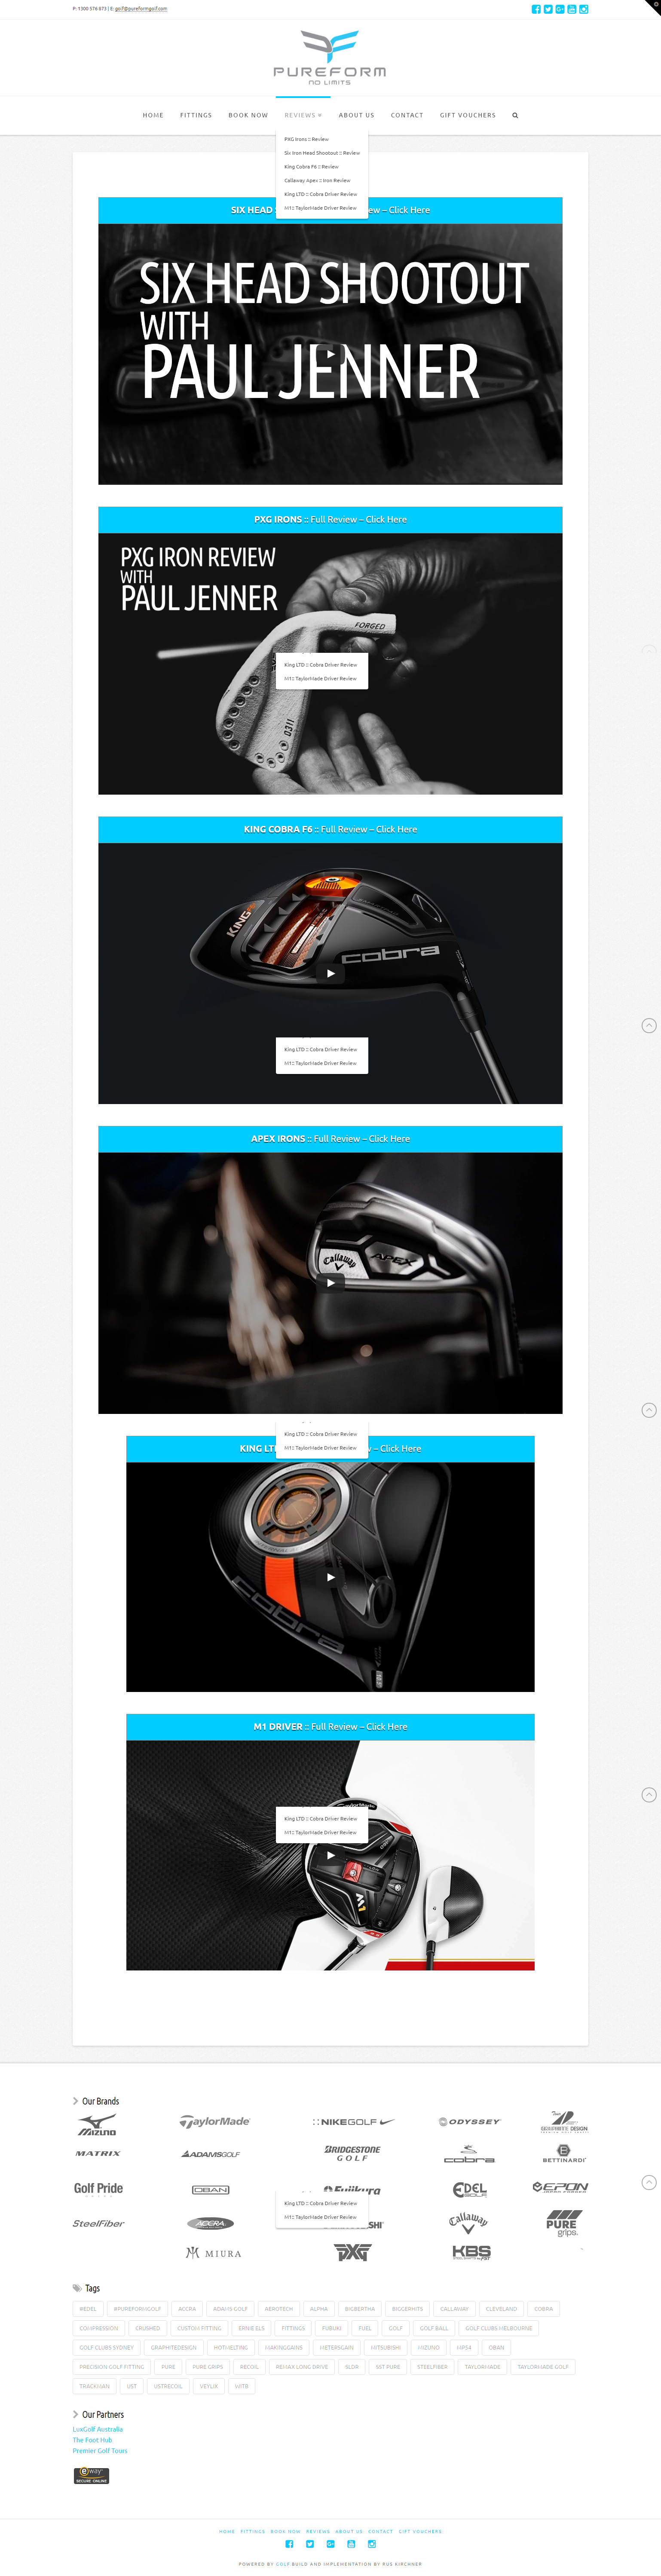 P: 1300 576 873 | E: golf@pureformgolf.com
PUREFORM
NO LIMITS
HOME FITTINGS BOOK NOW REVIEWS ABOUT US CONTACT GIFT VOUCHERS
PXG Irons :: Review
Six Iron Head Shootout :: Review
King Cobra F6 :: Review
Callaway Apex :: Iron Review
King LTD :: Cobra Driver Review
M1:: TaylorMade Driver Review
SIX HEAD – Click Here
SIX HEAD SHOOTOUT
WITH
PAUL JENNER
PXG IRONS :: Full Review – Click Here
PXG IRON REVIEW
WITH
PAUL JENNER
FORGED
0311
King LTD :: Cobra Driver Review
M1:: TaylorMade Driver Review
KING COBRA F6 :: Full Review – Click Here
KING
cobra
King LTD :: Cobra Driver Review
M1:: TaylorMade Driver Review
APEX IRONS :: Full Review – Click Here
Callaway
APEX
King LTD :: Cobra Driver Review
M1:: TaylorMade Driver Review
KING LT – Click Here
cobra
M1 DRIVER :: Full Review – Click Here
King LTD :: Cobra Driver Review
M1:: TaylorMade Driver Review
M1
Our Brands
MIZUNO TaylorMade NIKEGOLF ODYSSEY DESIGN
MATRIX ADAMSGOLF BRIDGESTONE GOLF cobra BETTINARDI
Golf Pride OBAN Fujikura EDEL GOLF EPON
King LTD :: Cobra Driver Review
M1:: TaylorMade Driver Review
SteelFiber ACCRA Callaway PURE grips
MIURA PXG KBS
Tags
#EDEL #PUREFORMGOLF ACCRA ADAMS GOLF AEROTECH ALPHA BIGBERTHA BIGGERHITS CALLAWAY CLEVELAND COBRA
COMPRESSION CRUSHED CUSTOM FITTING ERNIE ELS FITTINGS FUBUKI FUEL GOLF GOLF BALL GOLF CLUBS MELBOURNE
GOLF CLUBS SYDNEY GRAPHITEDESIGN HOTMELTING MAKINGGAINS METERSGAIN MITSUBISHI MIZUNO MP54 OBAN
PRECISION GOLF FITTING PURE PURE GRIPS RECOIL REMAX LONG DRIVE SLDR SST PURE STEELFIBER TAYLORMADE TAYLORMADE GOLF
TRACKMAN UST USTRECOIL VEYLIX WITB
Our Partners
LuxGolf Australia
The Foot Hub
Premier Golf Tours
eway
SECURE ONLINE
HOME FITTINGS BOOK NOW REVIEWS ABOUT US CONTACT GIFT VOUCHERS
POWERED BY GOLF BUILD AND IMPLEMENTATION BY RUS KIRCHNER